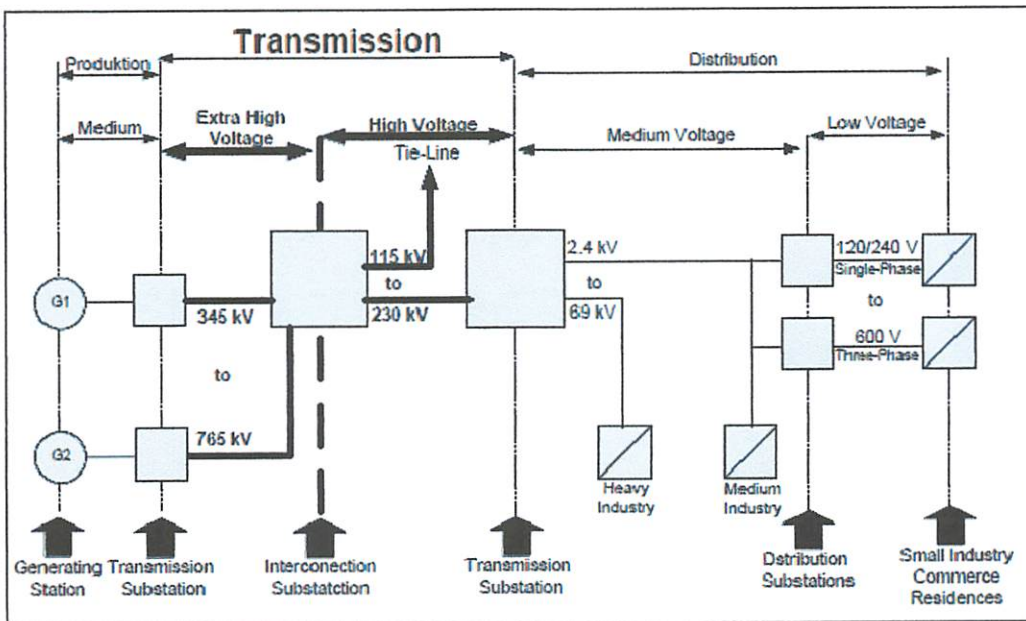 Transmission
Produktion
Distribution
Medium
Extra High
Voltage
High Voltage
Tie-Line
Medium Voltage
Low Voltage
115 kV
to
230 kV
2.4 kV
to
69 kV
120/240 V
Single-Phase
to
600 V
Three-Phase
G1
345 kV
to
765 kV
G2
Heavy
Industry
Medium
Industry
Generating
Station
Transmission
Substation
Interconection
Substatction
Transmission
Substation
Dstribution
Substations
Small Industry
Commerce
Residences